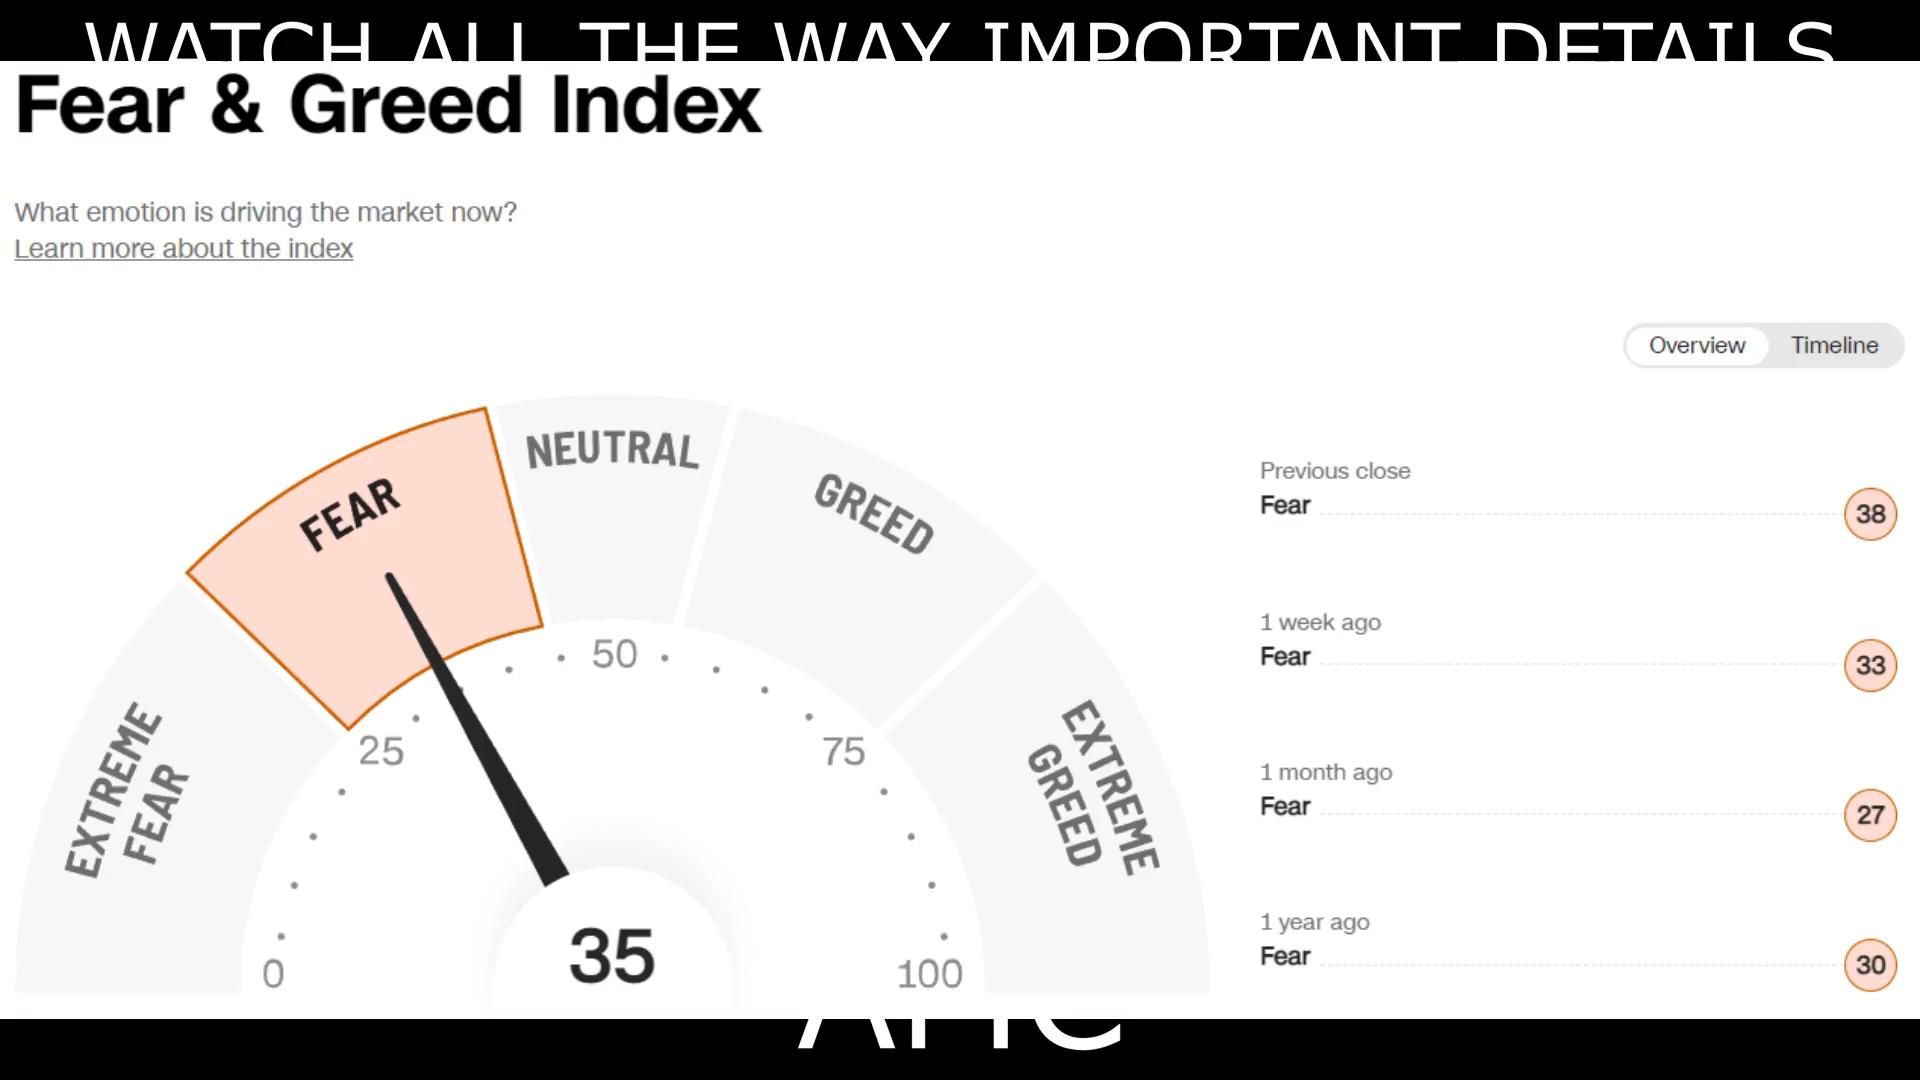 WATCH ALL THE WAY IMPORTANT DETAILS
Fear & Greed Index
What emotion is driving the market now?
Learn more about the index
Overview Timeline
EXTREME FEAR
FEAR
NEUTRAL
GREED
EXTREME GREED
0
25
50
75
100
35
Previous close
Fear 38
1 week ago
Fear 33
1 month ago
Fear 27
1 year ago
Fear 30